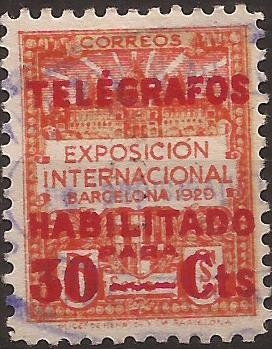 CORREOS
TELÉGRAFOS
EXPOSICIÓN
INTERNACIONAL
BARCELONA 1929
HABILITADO
PARA
30 Cts